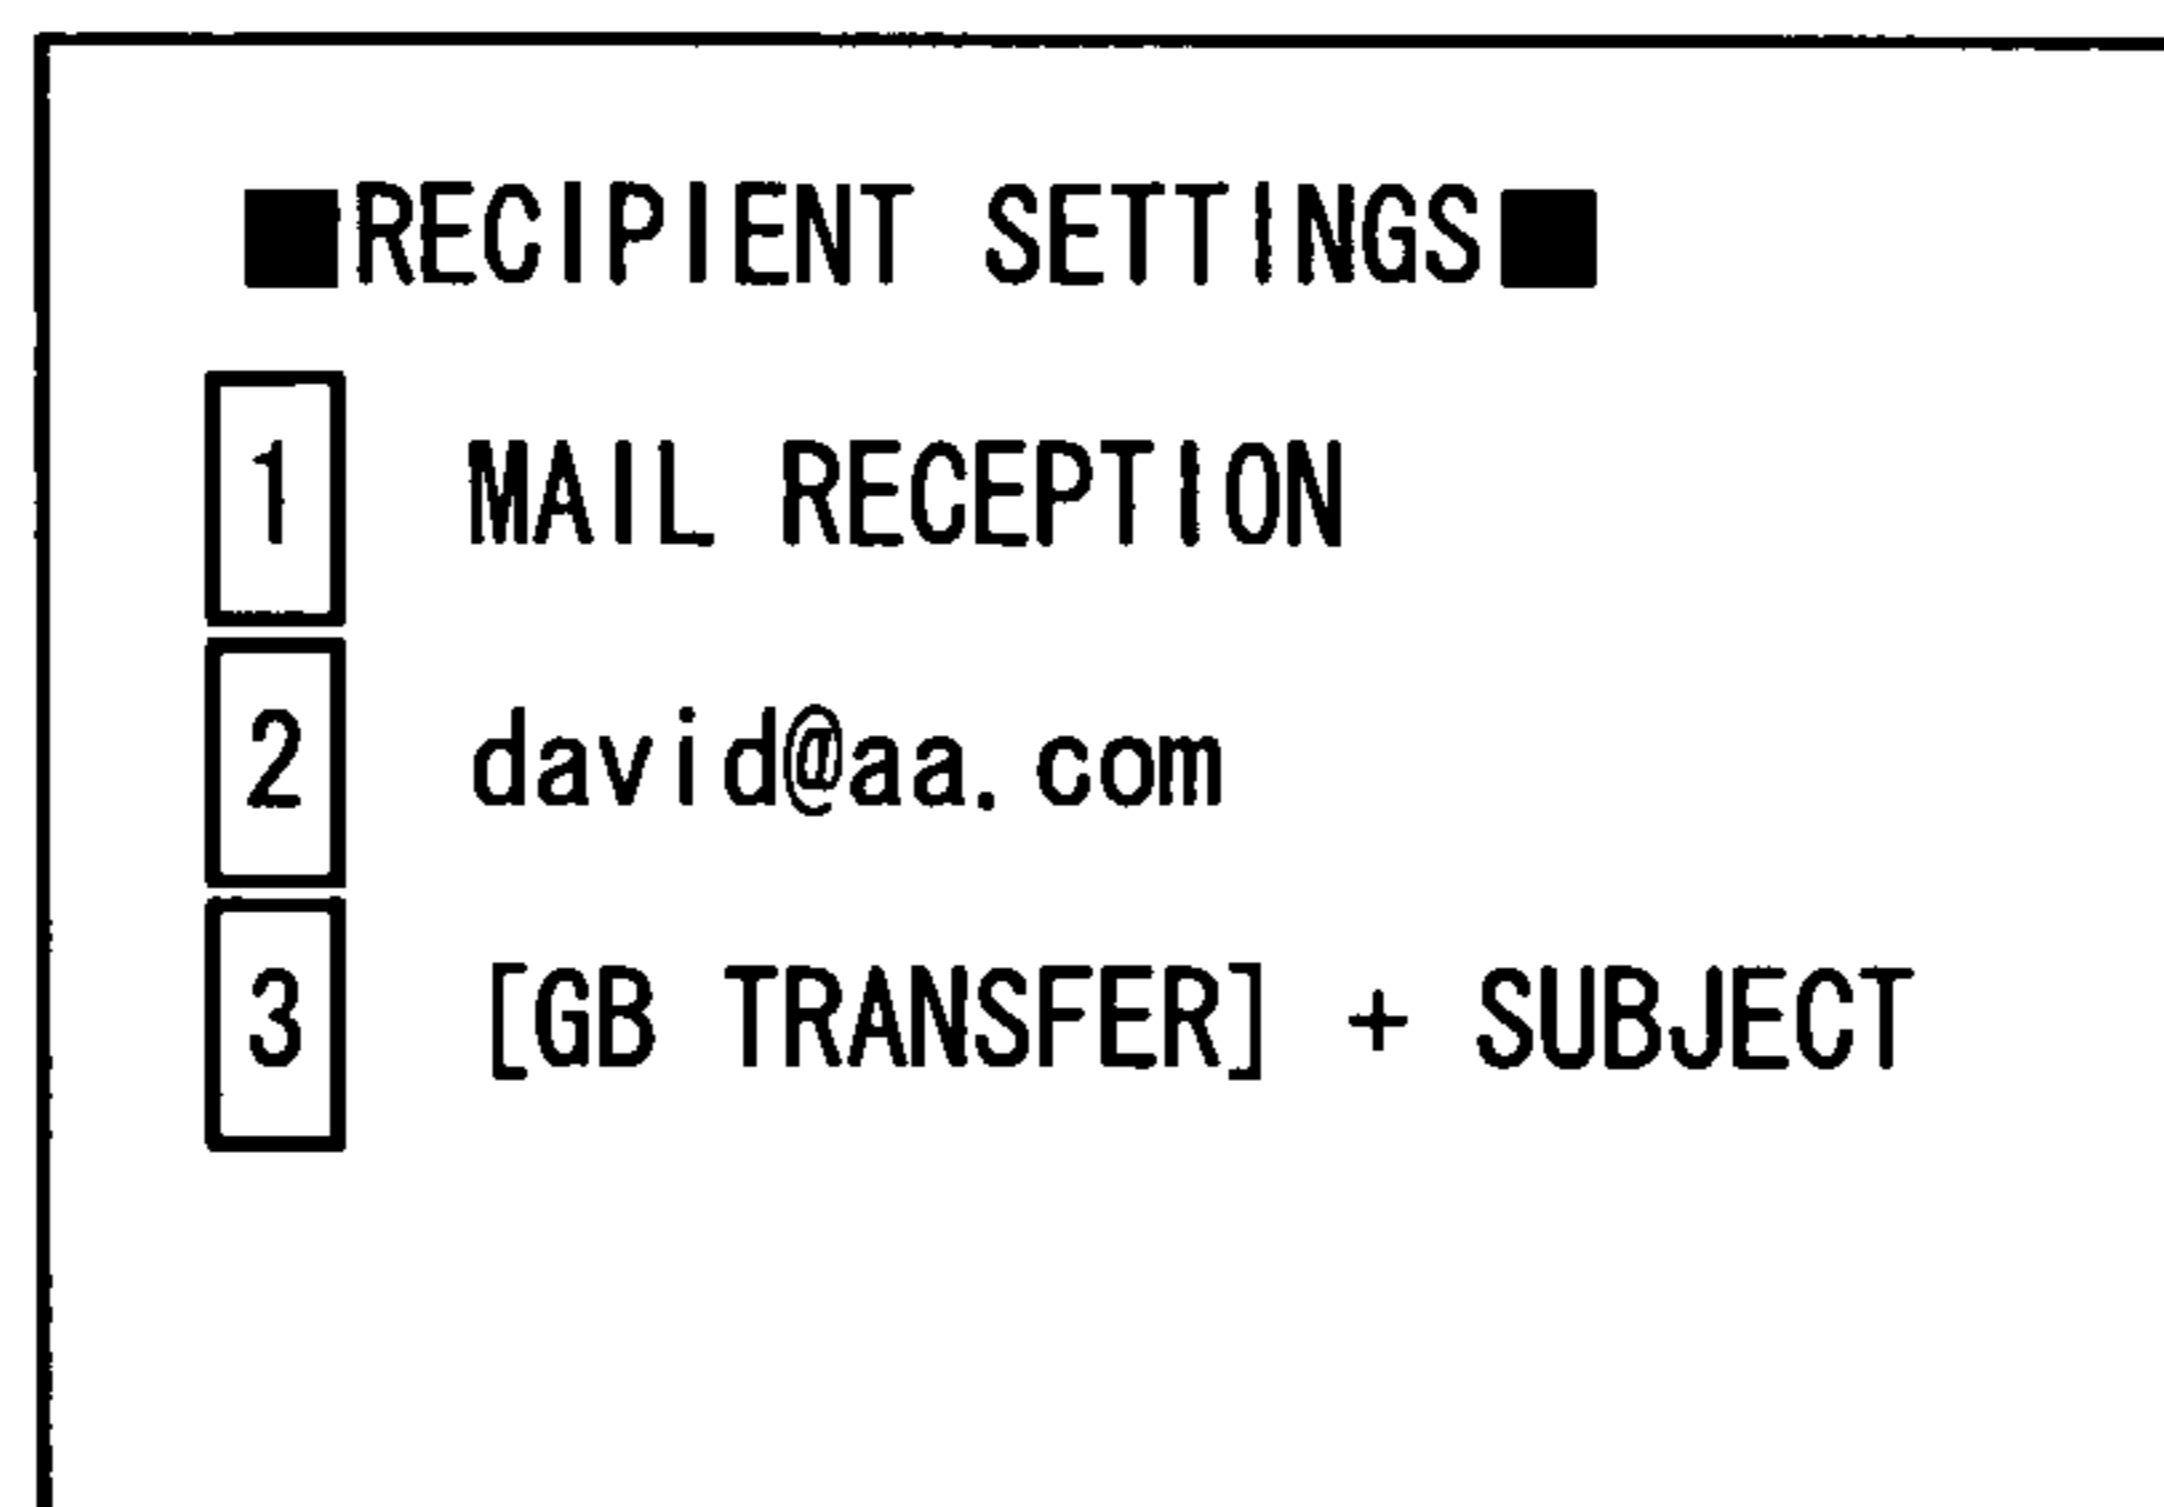 ■RECIPIENT SETTINGS■
1 MAIL RECEPTION
2 david@aa.com
3 [GB TRANSFER] + SUBJECT